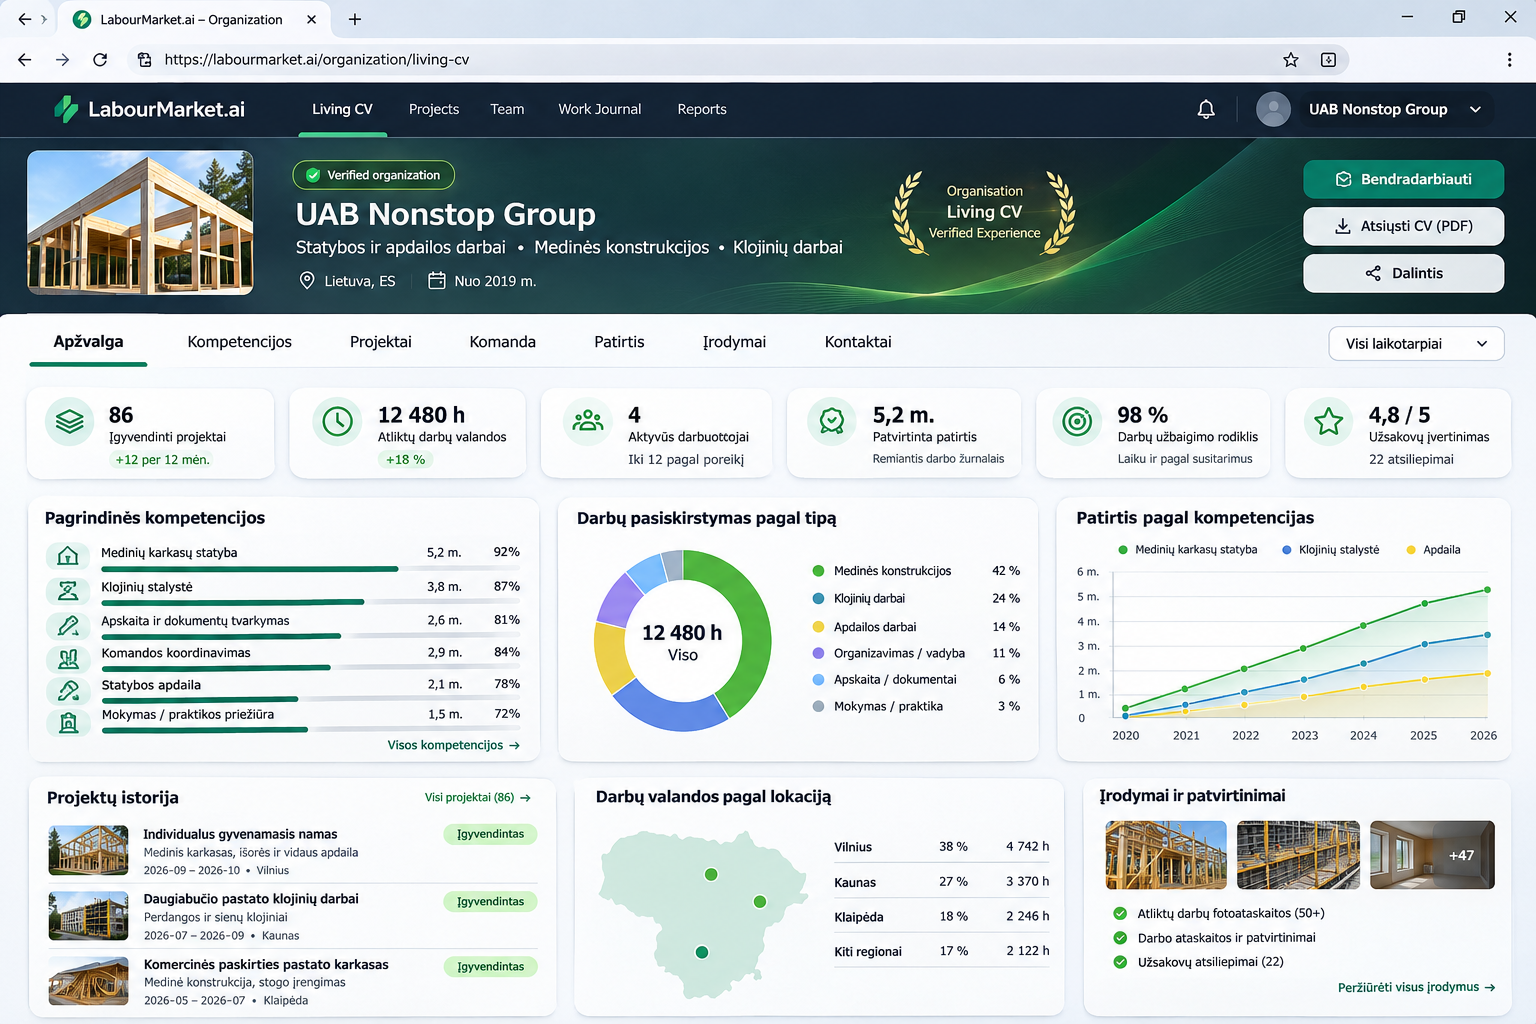 LabourMarket.ai – Organization
https://labourmarket.ai/organization/living-cv
LabourMarket.ai
Living CV
Projects
Team
Work Journal
Reports
UAB Nonstop Group
Verified organization
UAB Nonstop Group
Statybos ir apdailos darbai • Medinės konstrukcijos • Klojinių darbai
Lietuva, ES
Nuo 2019 m.
Organisation
Living CV
Verified Experience
Bendradarbiauti
Atsiųsti CV (PDF)
Dalintis
Apžvalga
Kompetencijos
Projektai
Komanda
Patirtis
Įrodymai
Kontaktai
Visi laikotarpiai
86
Įgyvendinti projektai
+12 per 12 mėn.
12 480 h
Atliktų darbų valandos
+18 %
4
Aktyvūs darbuottojai
Iki 12 pagal poreikį
5,2 m.
Patvirtinta patirtis
Remiantis darbo žurnalais
98 %
Darbų užbaigimo rodiklis
Laiku ir pagal susitarimus
4,8 / 5
Užsakovų įvertinimas
22 atsiliepimai
Pagrindinės kompetencijos
Medinių karkasų statyba 5,2 m. 92%
Klojinių stalystė 3,8 m. 87%
Apskaita ir dokumentų tvarkymas 2,6 m. 81%
Komandos koordinavimas 2,9 m. 84%
Statybos apdaila 2,1 m. 78%
Mokymas / praktikos priežiūra 1,5 m. 72%
Visos kompetencijos →
Darbų pasiskirstymas pagal tipą
12 480 h
Viso
Medinės konstrukcijos 42 %
Klojinių darbai 24 %
Apdailos darbai 14 %
Organizavimas / vadyba 11 %
Apskaita / dokumentai 6 %
Mokymas / praktika 3 %
Patirtis pagal kompetencijas
Medinių karkasų statyba
Klojinių stalystė
Apdaila
6 m.
5 m.
4 m.
3 m.
2 m.
1 m.
0
2020 2021 2022 2023 2024 2025 2026
Projektų istorija
Visi projektai (86) →
Individualus gyvenamasis namas
Įgyvendintas
Medinis karkasas, išorės ir vidaus apdaila
2026-09 – 2026-10 • Vilnius
Daugiabučio pastato klojinių darbai
Įgyvendintas
Perdangos ir sienų klojiniai
2026-07 – 2026-09 • Kaunas
Komercinės paskirties pastato karkasas
Įgyvendintas
Medinė konstrukcija, stogo įrengimas
2026-05 – 2026-07 • Klaipėda
Darbų valandos pagal lokaciją
Vilnius 38 % 4 742 h
Kaunas 27 % 3 370 h
Klaipėda 18 % 2 246 h
Kiti regionai 17 % 2 122 h
Įrodymai ir patvirtinimai
+47
Atliktų darbų fotoataskaitos (50+)
Darbo ataskaitos ir patvirtinimai
Užsakovų atsiliepimai (22)
Peržiūrėti visus įrodymus →